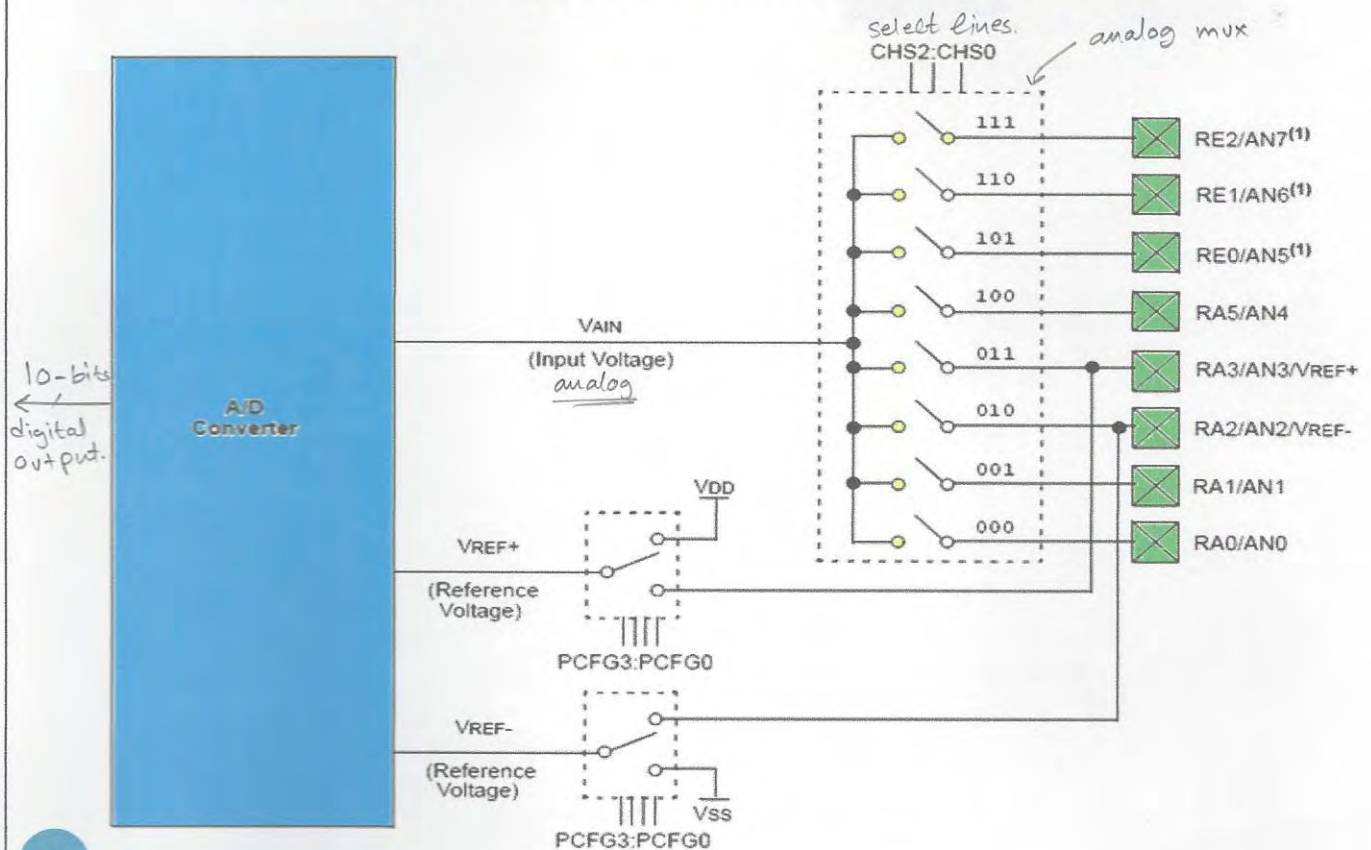 select lines.
CHS2:CHS0
analog mux
111
RE2/AN7(1)
110
RE1/AN6(1)
101
RE0/AN5(1)
100
RA5/AN4
VAIN
(Input Voltage)
analog
011
RA3/AN3/VREF+
10-bits
digital
output.
A/D
Converter
010
RA2/AN2/VREF-
001
RA1/AN1
000
RA0/AN0
VDD
VREF+
(Reference
Voltage)
PCFG3:PCFG0
VREF-
(Reference
Voltage)
VSS
PCFG3:PCFG0